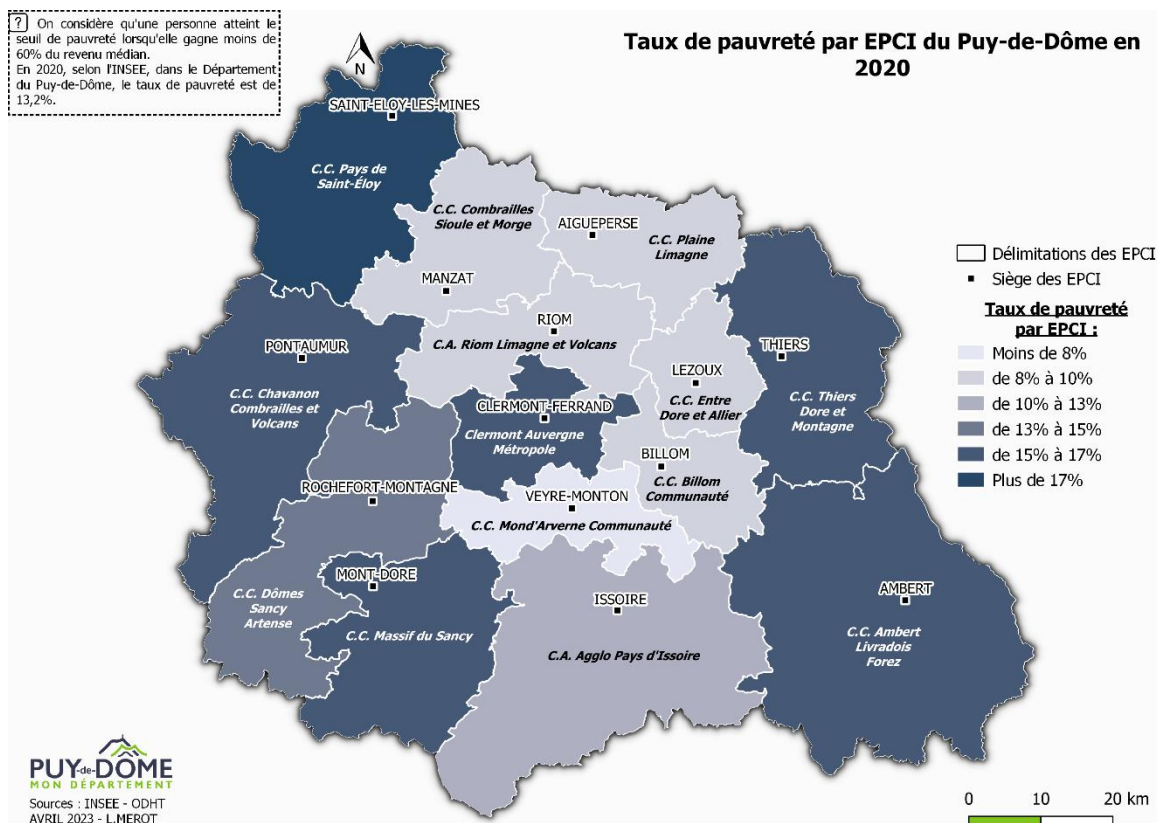 ? On considère qu'une personne atteint le
seuil de pauvreté lorsqu'elle gagne moins de
60% du revenu médian.
En 2020, selon l'INSEE, dans le Département
du Puy-de-Dôme, le taux de pauvreté est de
13,2%.
N
Taux de pauvreté par EPCI du Puy-de-Dôme en
2020
SAINT-ELOY-LES-MINES
C.C. Pays de
Saint-Éloy
C.C. Combrailles
Sioule et Morge
MANZAT
AIGUEPERSE
C.C. Plaine
Limagne
RIOM
C.A. Riom Limagne et Volcans
PONTAUMUR
C.C. Chavanon
Combrailles et
Volcans
CLERMONT-FERRAND
Clermont Auvergne
Métropole
LEZOUX
C.C. Entre
Dore et Allier
THIERS
C.C. Thiers
Dore et
Montagne
BILLOM
C.C. Billom
Communauté
ROCHEFORT-MONTAGNE
VEYRE-MONTON
C.C. Mond'Arverne Communauté
MONT-DORE
C.C. Dômes
Sancy
Artense
C.C. Massif du Sancy
ISSOIRE
C.A. Agglo Pays d'Issoire
AMBERT
C.C. Ambert
Livradois
Forez
Délimitations des EPCI
Siège des EPCI
Taux de pauvreté
par EPCI :
Moins de 8%
de 8% à 10%
de 10% à 13%
de 13% à 15%
de 15% à 17%
Plus de 17%
PUY-de-DÔME
MON DÉPARTEMENT
Sources : INSEE - ODHT
AVRIL 2023 - L.MEROT
0 10 20 km